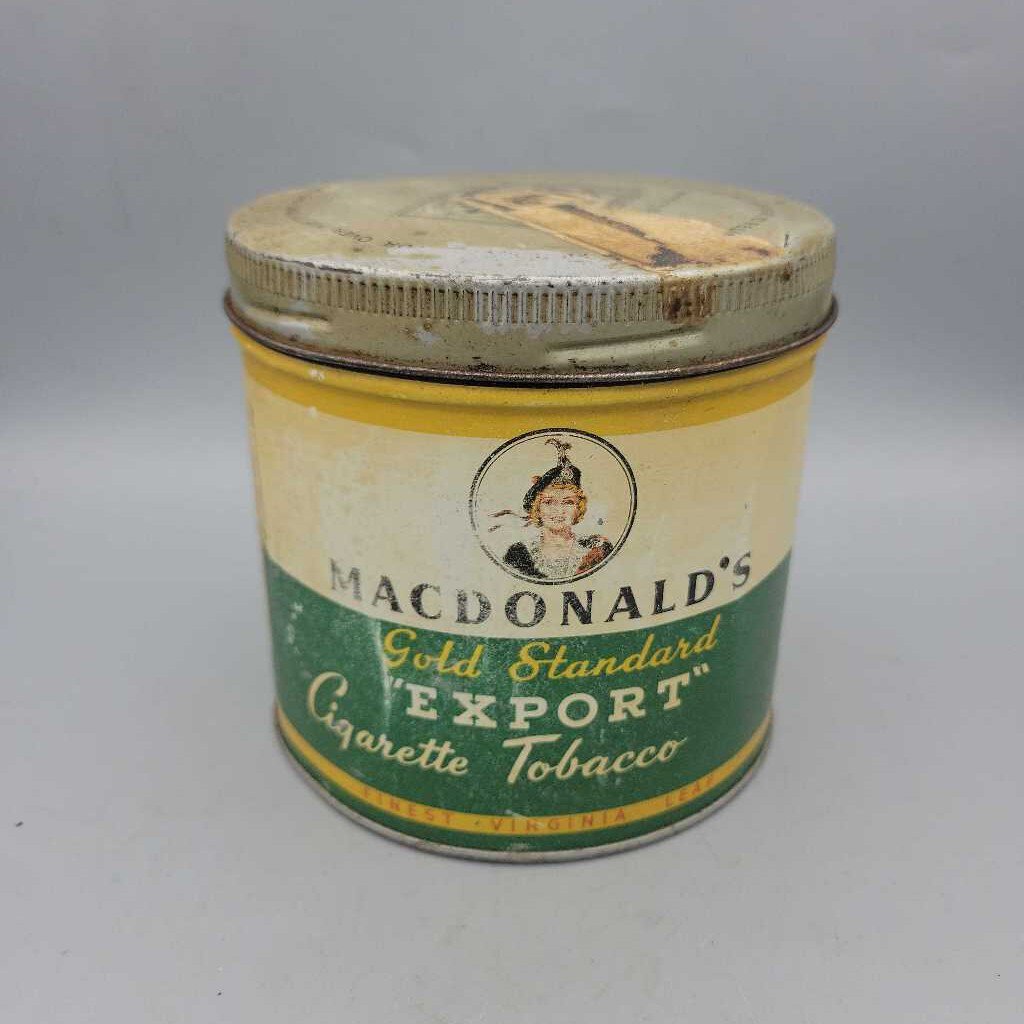 MACDONALD'S
Gold Standard
"EXPORT"
Cigarette Tobacco
FINEST · VIRGINIA LEAF